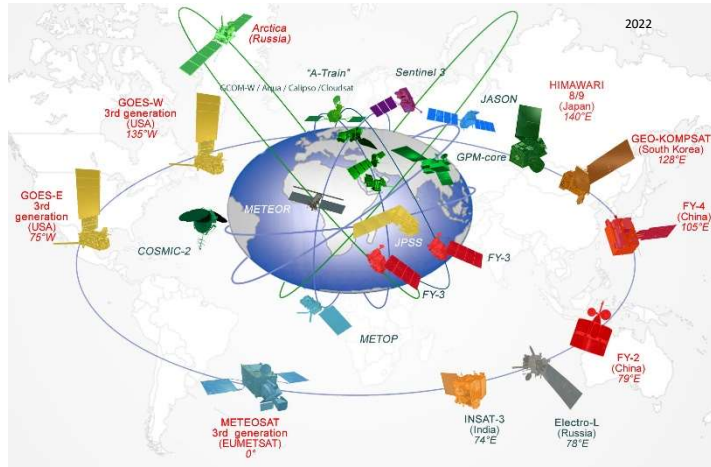 2022
Arctica
(Russia)
"A-Train"
GCOM-W / Aqua / Calipso /Cloudsat
Sentinel 3
JASON
HIMAWARI
8/9
(Japan)
140°E
GOES-W
3rd generation
(USA)
135°W
GEO-KOMPSAT
(South Korea)
128°E
GPM-core
GOES-E
3rd
generation
(USA)
75°W
METEOR
FY-4
(China)
105°E
COSMIC-2
JPSS
FY-3
FY-3
METOP
FY-2
(China)
79°E
METEOSAT
3rd generation
(EUMETSAT)
0°
INSAT-3
(India)
74°E
Electro-L
(Russia)
78°E